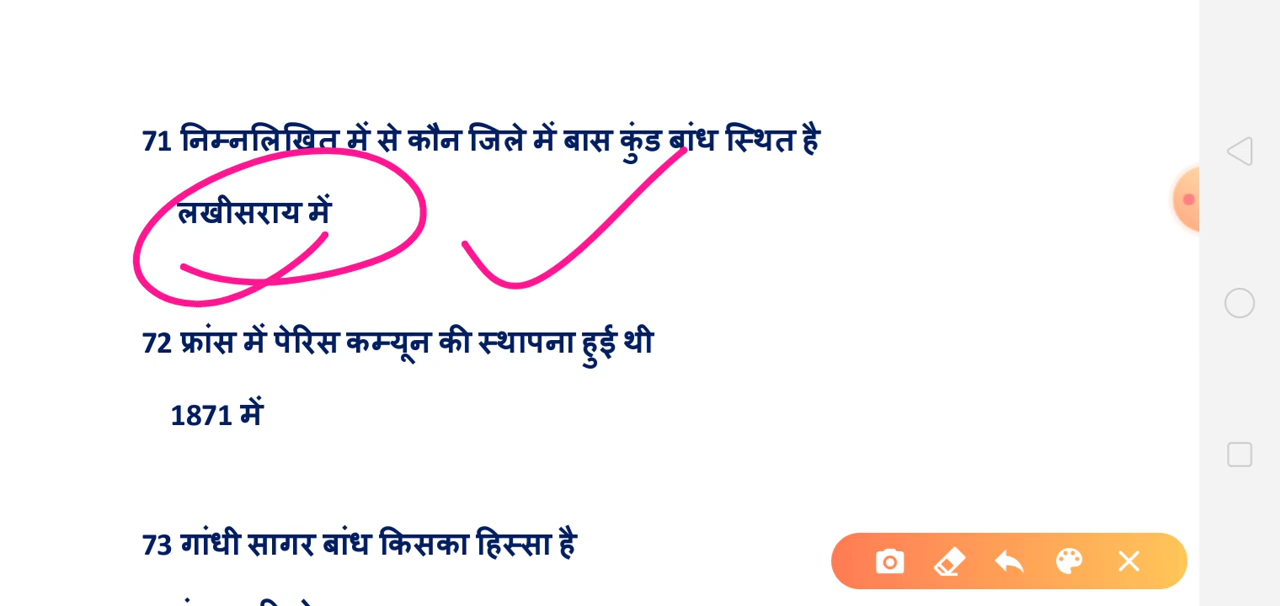 71 निम्नलिखित में से कौन जिले में बास कुंड बांध स्थित है
लखीसराय में
72 फ्रांस में पेरिस कम्यून की स्थापना हुई थी
1871 में
73 गांधी सागर बांध किसका हिस्सा है